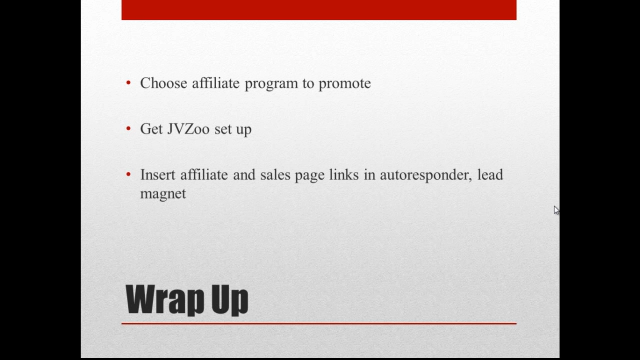 • Choose affiliate program to promote
• Get JVZoo set up
• Insert affiliate and sales page links in autoresponder, lead
magnet
Wrap Up